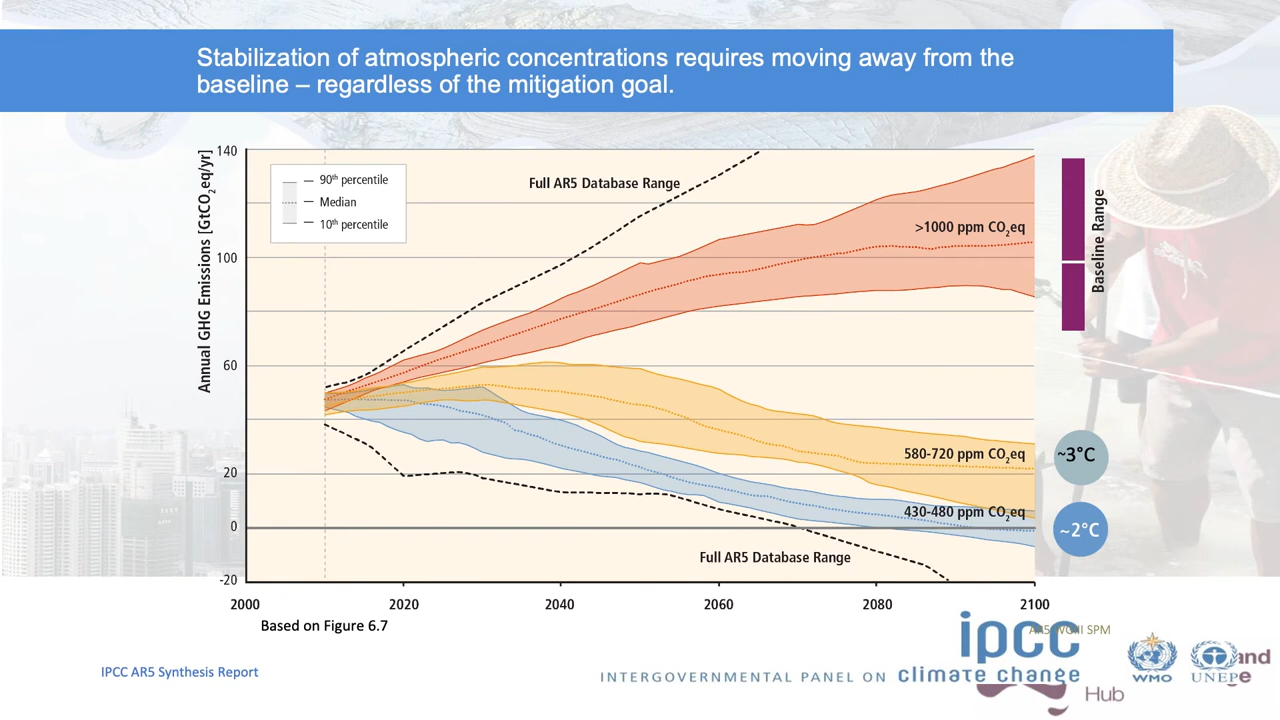 Stabilization of atmospheric concentrations requires moving away from the
baseline – regardless of the mitigation goal.
Annual GHG Emissions [GtCO₂eq/yr]
140
100
60
20
0
-20
90th percentile
Median
10th percentile
Full AR5 Database Range
>1000 ppm CO₂eq
580-720 ppm CO₂eq
430-480 ppm CO₂eq
Full AR5 Database Range
Baseline Range
~3°C
~2°C
2000
2020
2040
2060
2080
2100
Based on Figure 6.7
SPM
IPCC AR5 Synthesis Report
INTERGOVERNMENTAL PANEL ON climate change
ipcc
WMO
UNEP
and
Hub